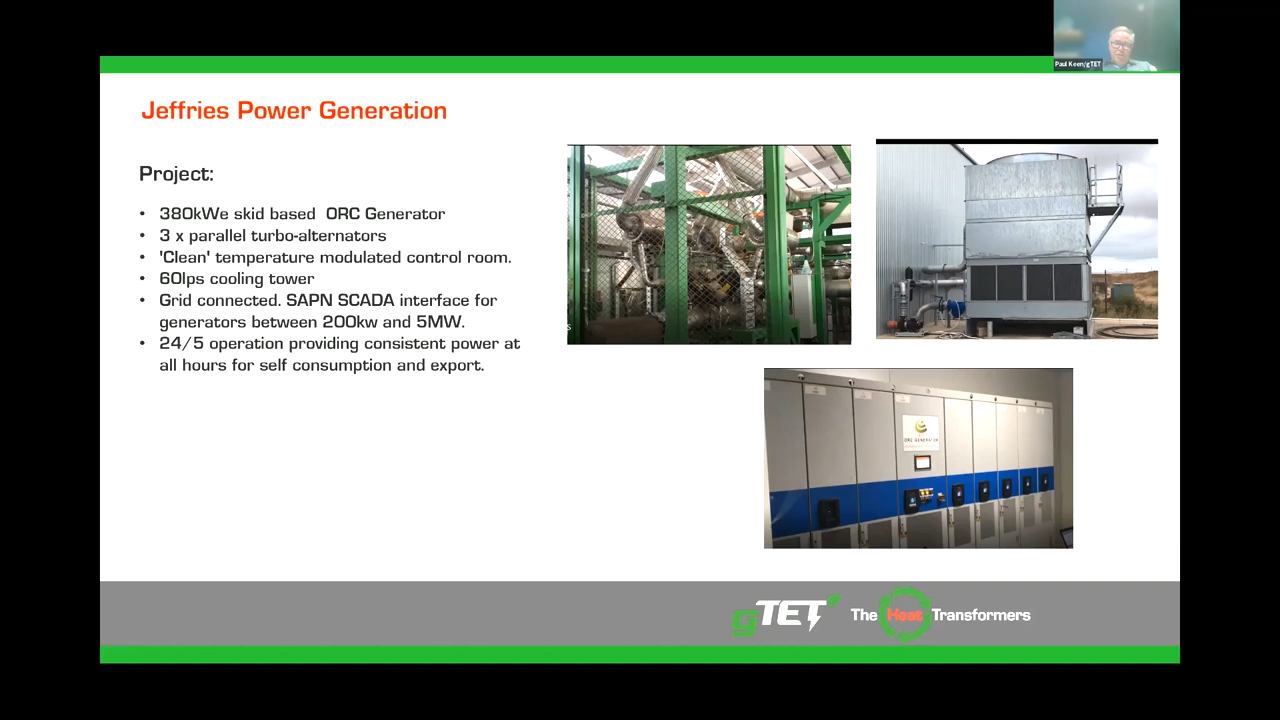 Paul Keen/gTET
Jeffries Power Generation
Project:
• 380kWe skid based  ORC Generator
• 3 x parallel turbo-alternators
• 'Clean' temperature modulated control room.
• 60lps cooling tower
• Grid connected. SAPN SCADA interface for
generators between 200kw and 5MW.
• 24/5 operation providing consistent power at
all hours for self consumption and export.
ORC GENERATOR
gTET
The Heat Transformers